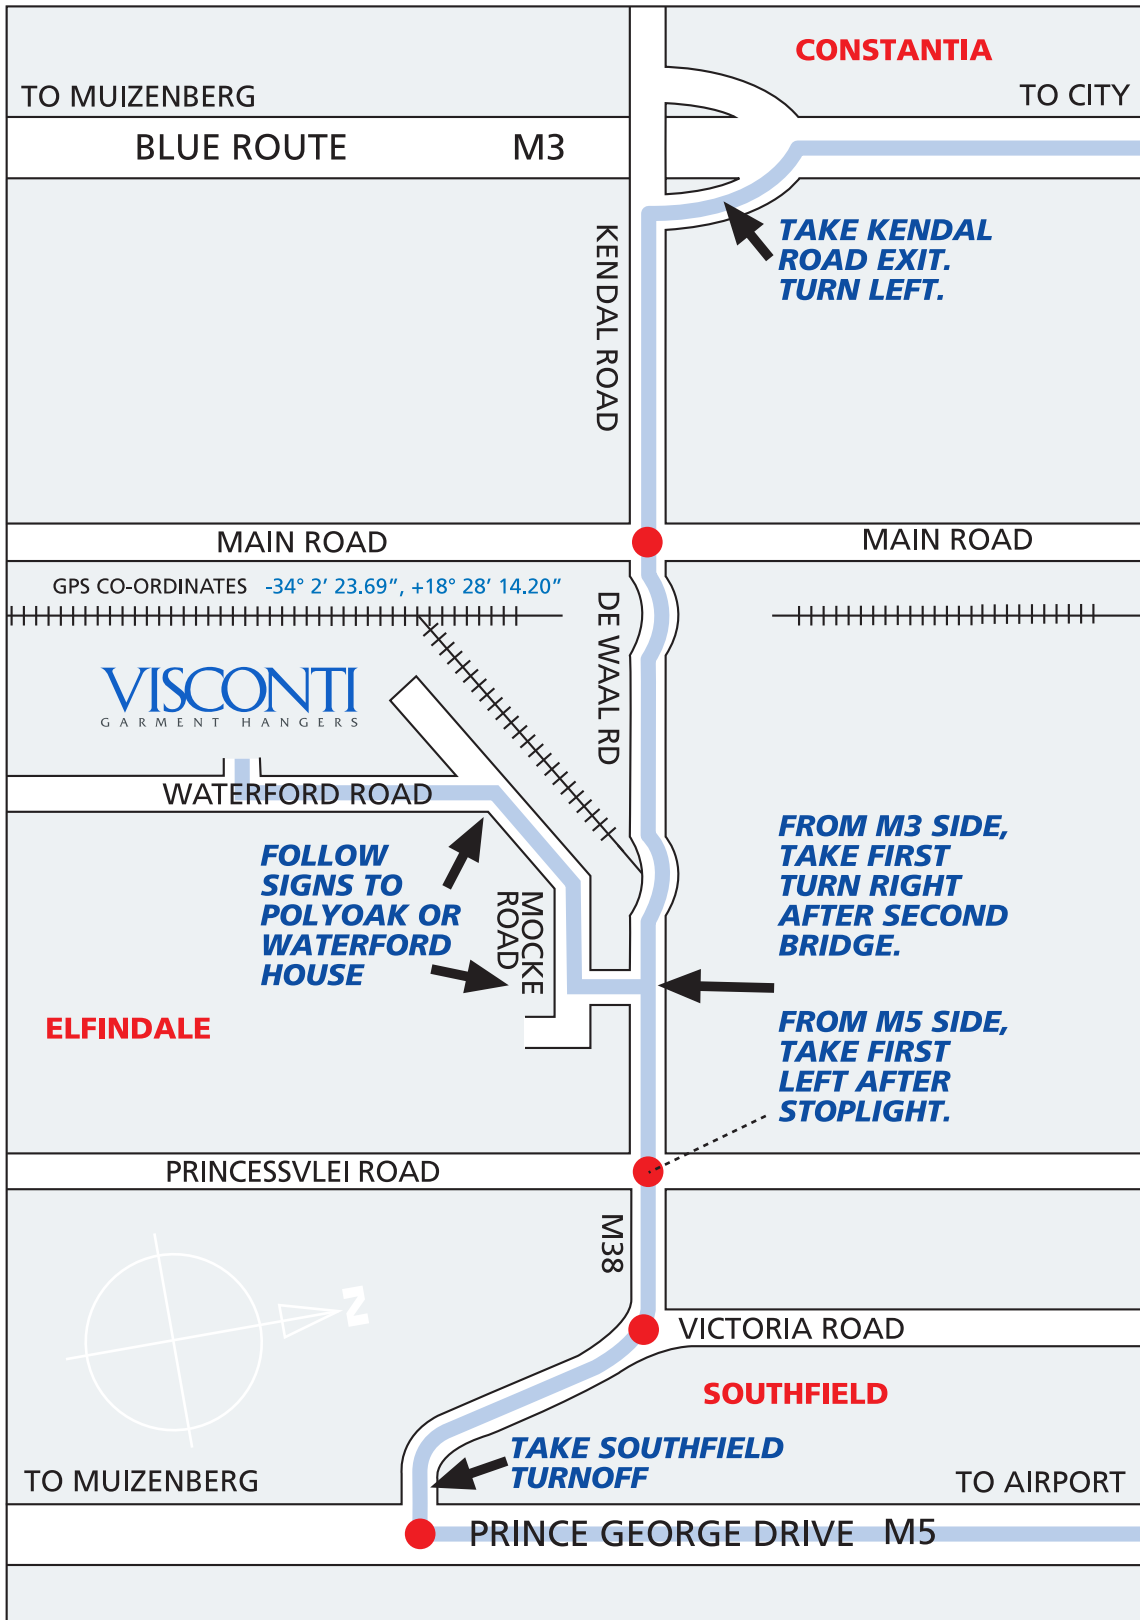 CONSTANTIA
TO MUIZENBERG
TO CITY
BLUE ROUTE M3
KENDAL ROAD
TAKE KENDAL
ROAD EXIT.
TURN LEFT.
MAIN ROAD
MAIN ROAD
GPS CO-ORDINATES -34° 2’ 23.69”, +18° 28’ 14.20”
DE WAAL RD
VISCONTI
GARMENT HANGERS
WATERFORD ROAD
FOLLOW
SIGNS TO
POLYOAK OR
WATERFORD
HOUSE
MOCKE
ROAD
FROM M3 SIDE,
TAKE FIRST
TURN RIGHT
AFTER SECOND
BRIDGE.
ELFINDALE
FROM M5 SIDE,
TAKE FIRST
LEFT AFTER
STOPLIGHT.
PRINCESSVLEI ROAD
M38
N
VICTORIA ROAD
SOUTHFIELD
TAKE SOUTHFIELD
TURNOFF
TO MUIZENBERG
TO AIRPORT
PRINCE GEORGE DRIVE M5